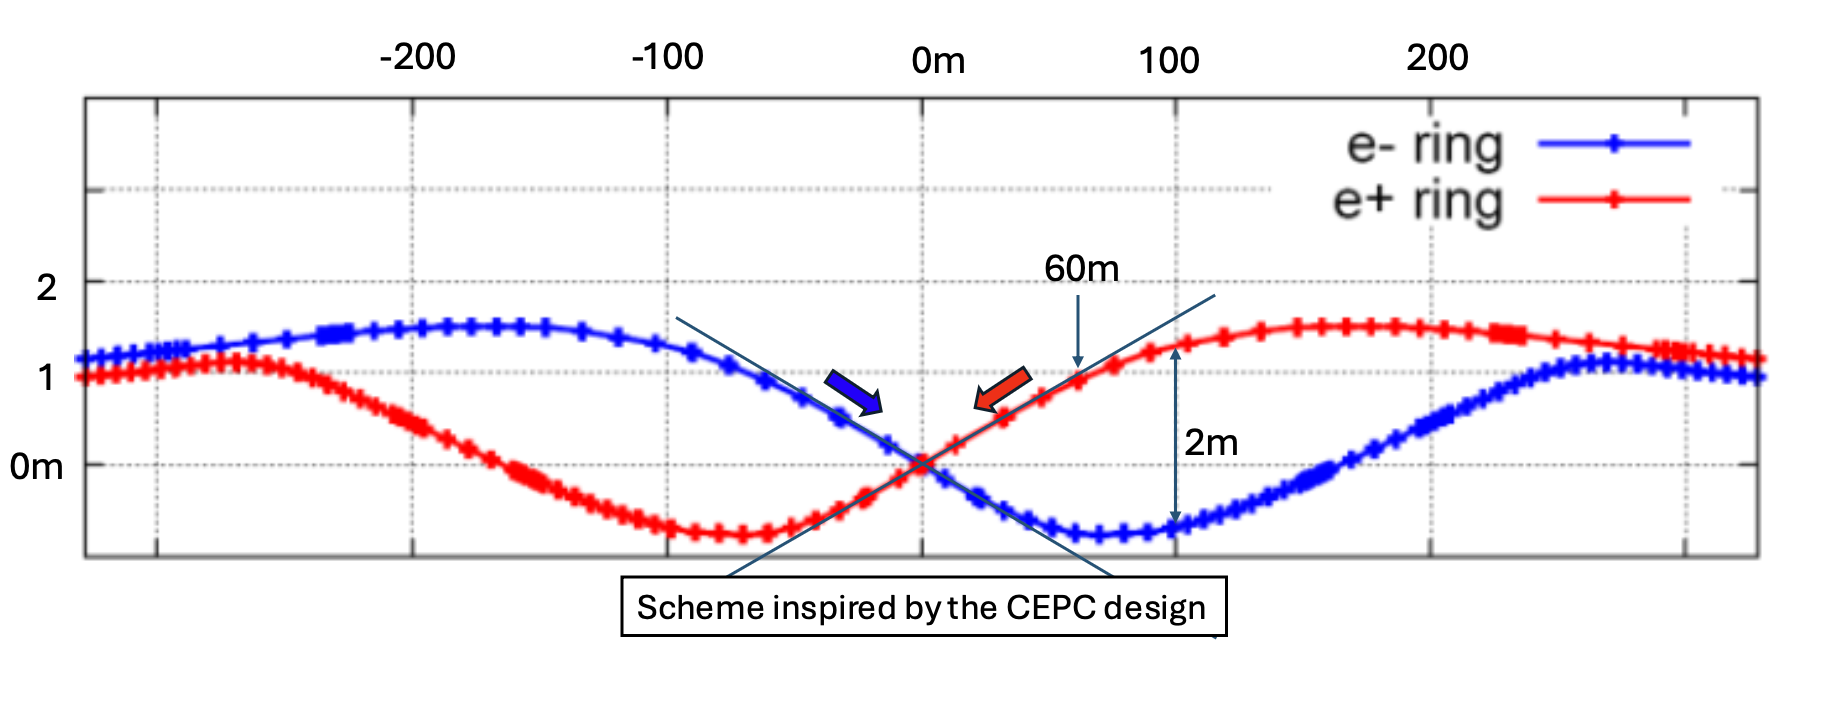 -200 -100 0m 100 200
e- ring
e+ ring
60m
2
1
2m
0m
Scheme inspired by the CEPC design